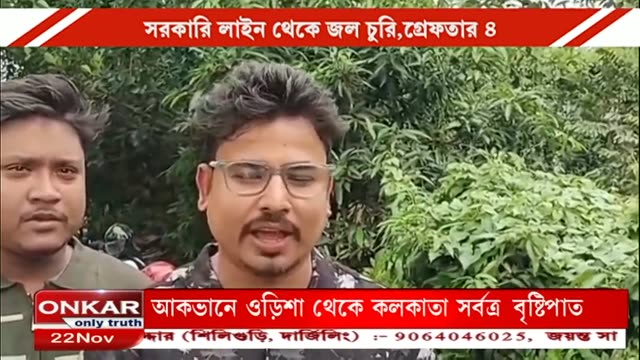 সরকারি লাইন থেকে জল চুরি,গ্রেফতার ৪
ONKAR
only truth
আকভানে ওড়িশা থেকে কলকাতা সর্বত্র বৃষ্টিপাত
22Nov
দ্দার (শিলিগুড়ি, দার্জিলিং) :- 9064046025, জয়ন্ত সা